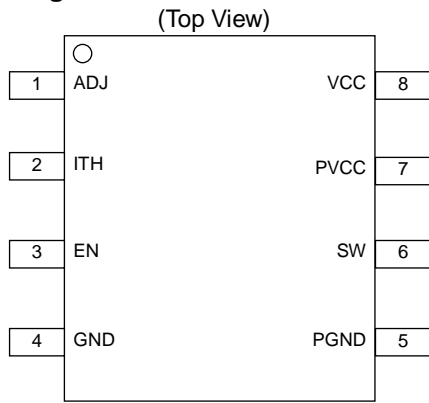 (Top View)
1 ADJ VCC 8
2 ITH PVCC 7
3 EN SW 6
4 GND PGND 5